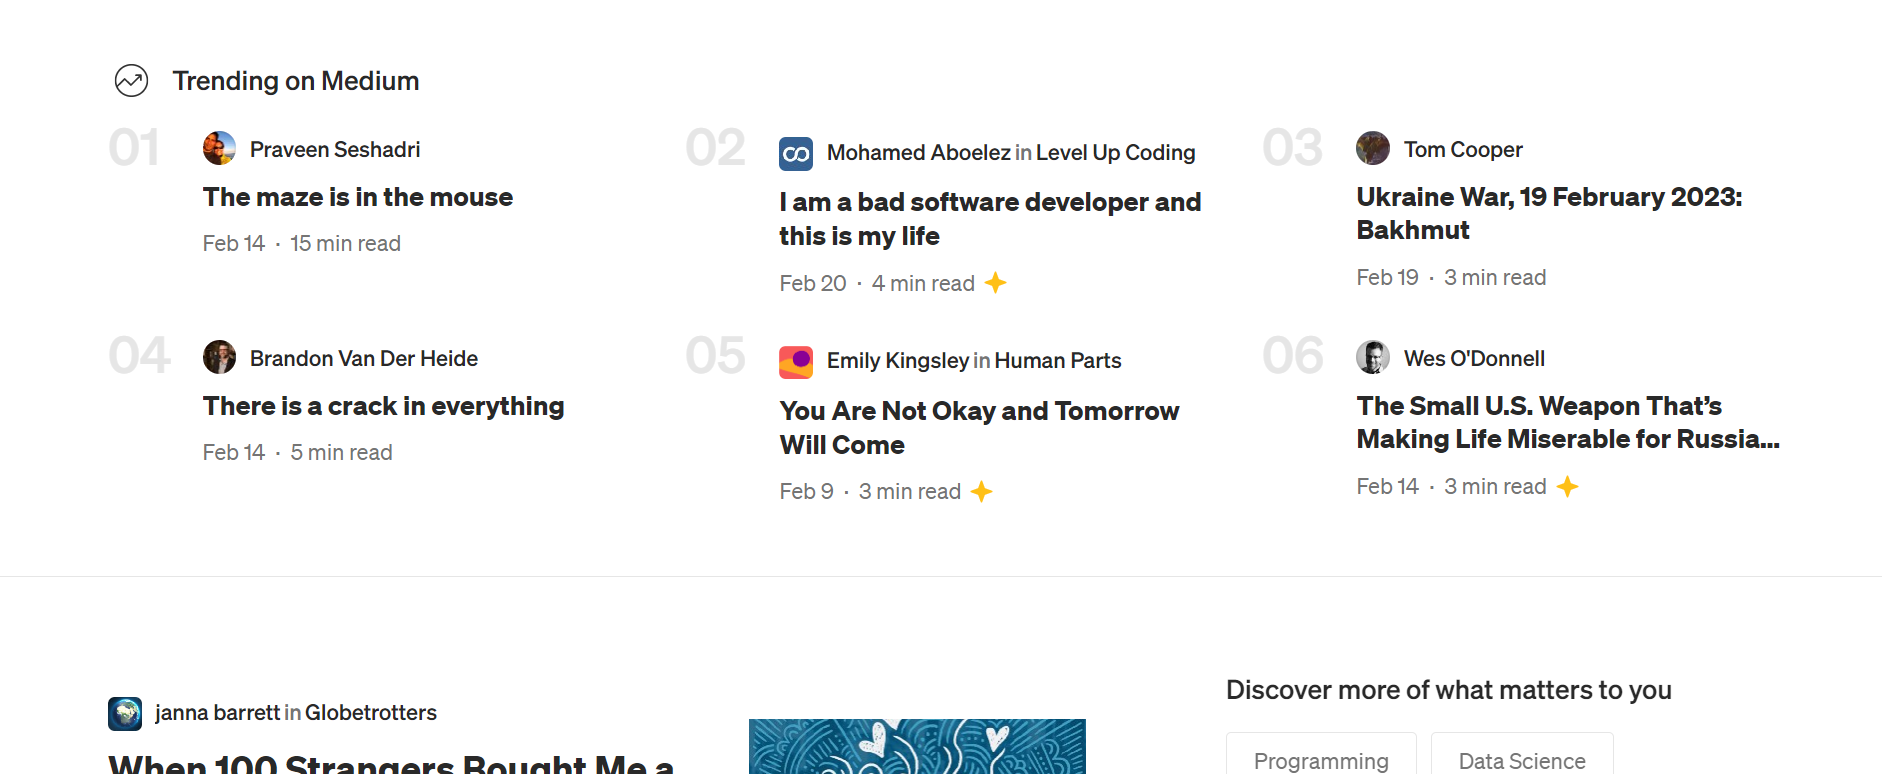 Trending on Medium
01
Praveen Seshadri
The maze is in the mouse
Feb 14 · 15 min read
02
Mohamed Aboelez in Level Up Coding
I am a bad software developer and
this is my life
Feb 20 · 4 min read
03
Tom Cooper
Ukraine War, 19 February 2023:
Bakhmut
Feb 19 · 3 min read
04
Brandon Van Der Heide
There is a crack in everything
Feb 14 · 5 min read
05
Emily Kingsley in Human Parts
You Are Not Okay and Tomorrow
Will Come
Feb 9 · 3 min read
06
Wes O'Donnell
The Small U.S. Weapon That’s
Making Life Miserable for Russia...
Feb 14 · 3 min read
janna barrett in Globetrotters
When 100 Strangers Bought Me a
Discover more of what matters to you
Programming
Data Science